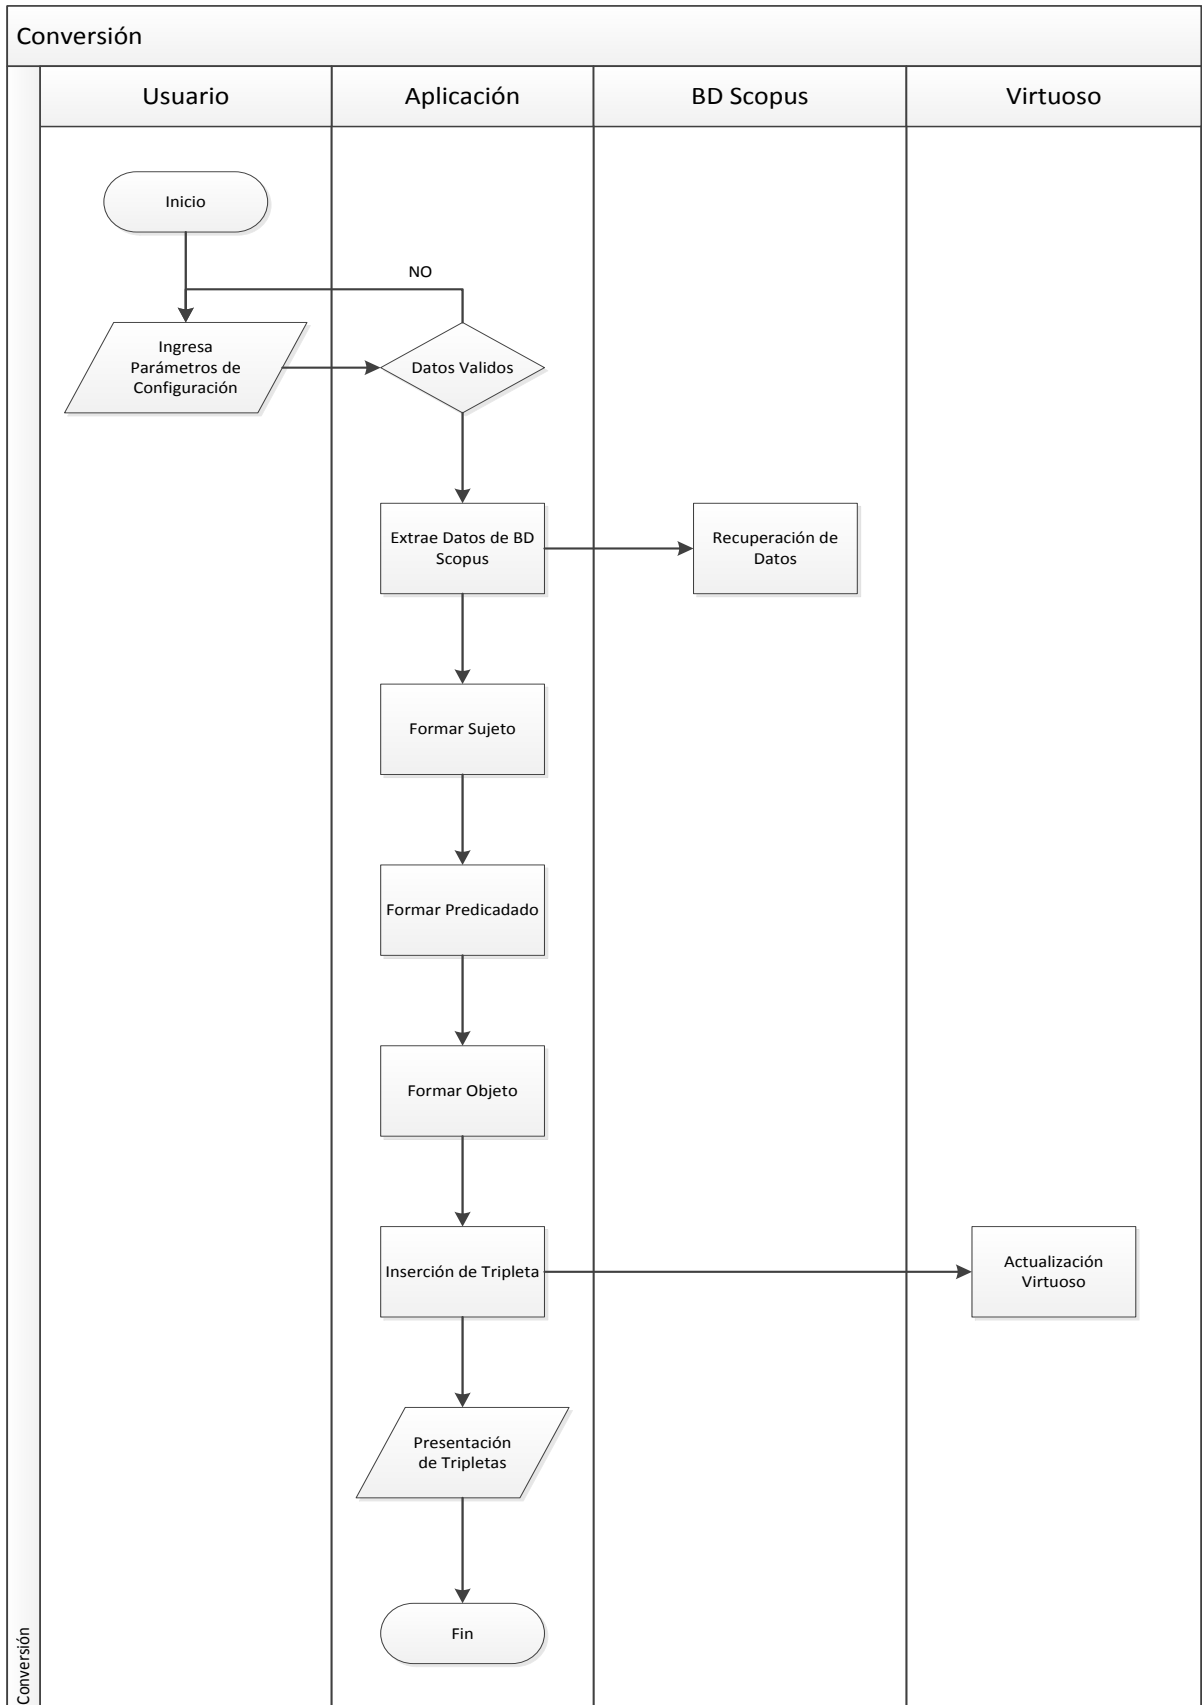 Conversión
Usuario
Aplicación
BD Scopus
Virtuoso
Inicio
NO
Ingresa
Parámetros de
Configuración
Datos Validos
Extrae Datos de BD
Scopus
Recuperación de
Datos
Formar Sujeto
Formar Predicadado
Formar Objeto
Inserción de Tripleta
Actualización
Virtuoso
Presentación
de Tripletas
Fin
Conversión